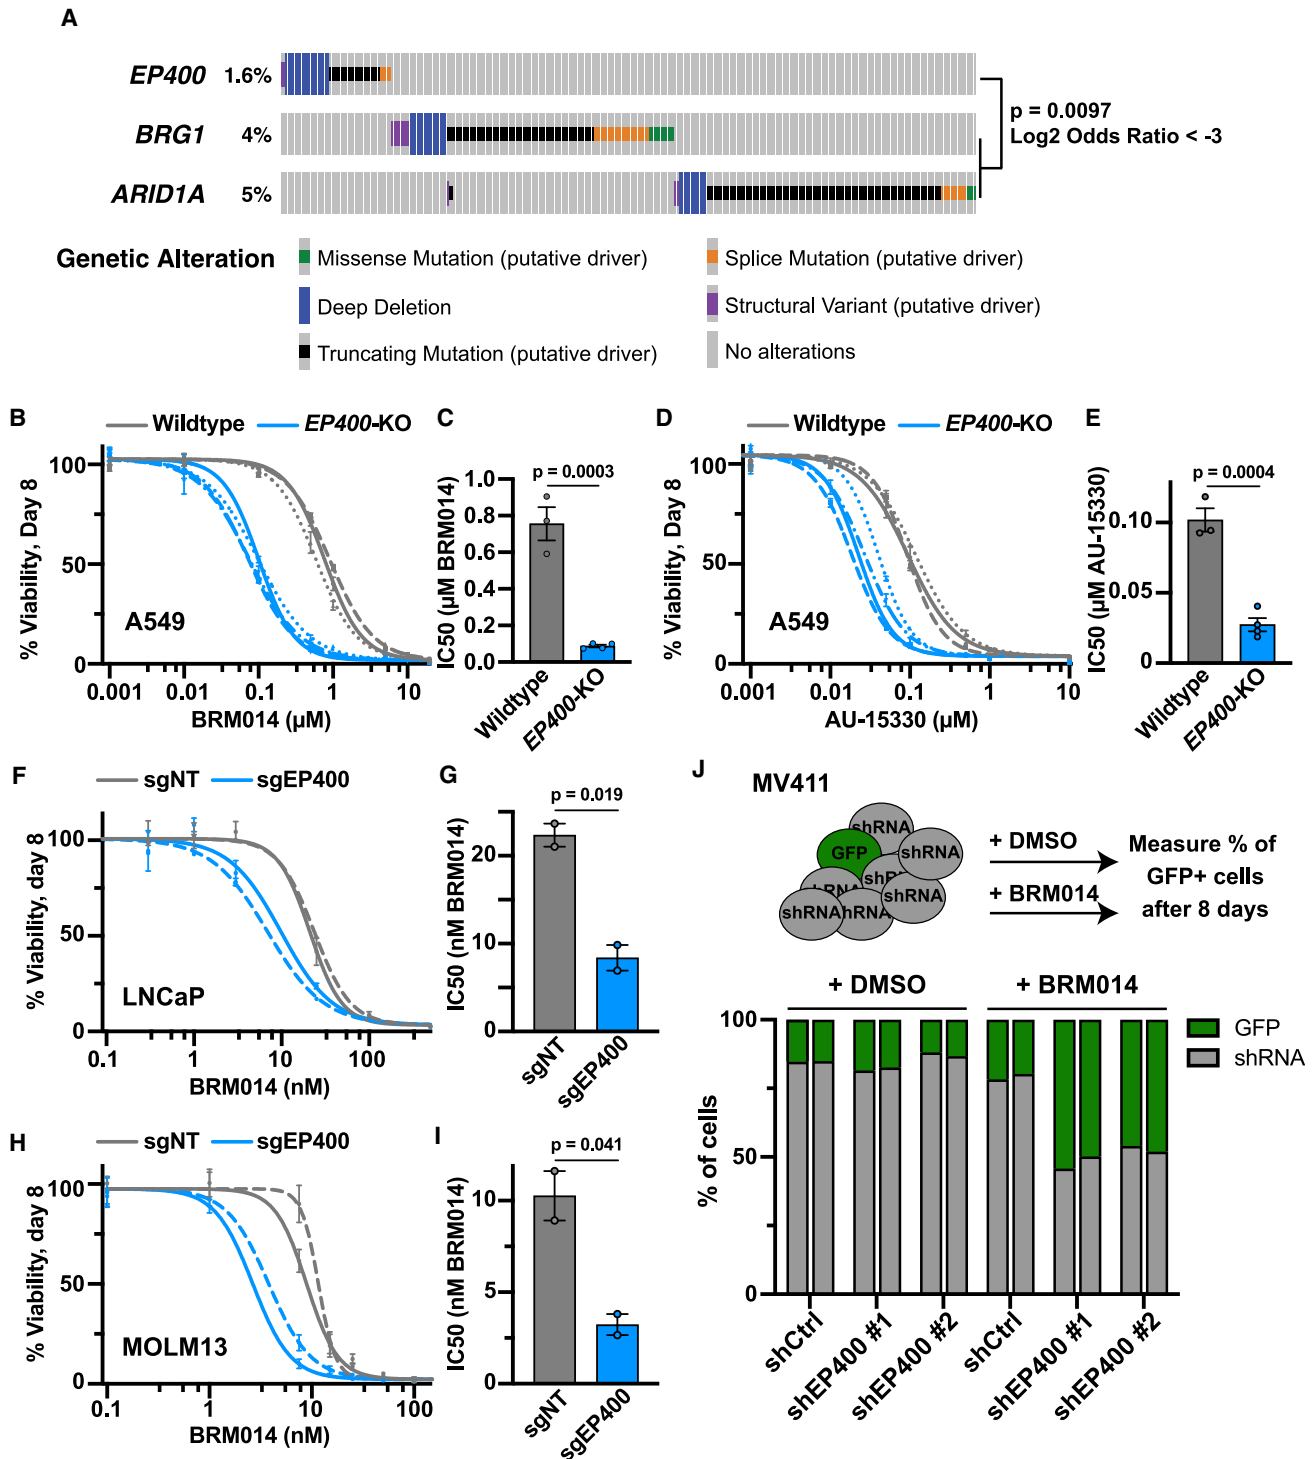 A
EP400 1.6%
BRG1 4%
ARID1A 5%
p = 0.0097
Log2 Odds Ratio < -3
Genetic Alteration
Missense Mutation (putative driver)
Splice Mutation (putative driver)
Deep Deletion
Structural Variant (putative driver)
Truncating Mutation (putative driver)
No alterations
B
Wildtype EP400-KO
% Viability, Day 8
100
50
0
A549
0.001 0.01 0.1 1 10
BRM014 (µM)
C
p = 0.0003
IC50 (µM BRM014)
1.0
0.8
0.6
0.4
0.2
0.0
Wildtype
EP400-KO
D
Wildtype EP400-KO
% Viability, Day 8
100
50
0
A549
0.001 0.01 0.1 1 10
AU-15330 (µM)
E
p = 0.0004
IC50 (µM AU-15330)
0.10
0.05
0
Wildtype
EP400-KO
F
sgNT sgEP400
% Viability, day 8
100
50
0
LNCaP
0.1 1 10 100
BRM014 (nM)
G
p = 0.019
IC50 (nM BRM014)
20
10
0
sgNT
sgEP400
H
sgNT sgEP400
% Viability, day 8
100
50
0
MOLM13
0.1 1 10 100
BRM014 (nM)
I
p = 0.041
IC50 (nM BRM014)
10
5
0
sgNT
sgEP400
J
MV411
shRNA
GFP
shRNA
hRNA
shRN
shRNA
shRNA
hRNA
+ DMSO
+ BRM014
Measure % of
GFP+ cells
after 8 days
+ DMSO + BRM014
GFP
shRNA
% of cells
100
50
0
shCtrl
shEP400 #1
shEP400 #2
shCtrl
shEP400 #1
shEP400 #2